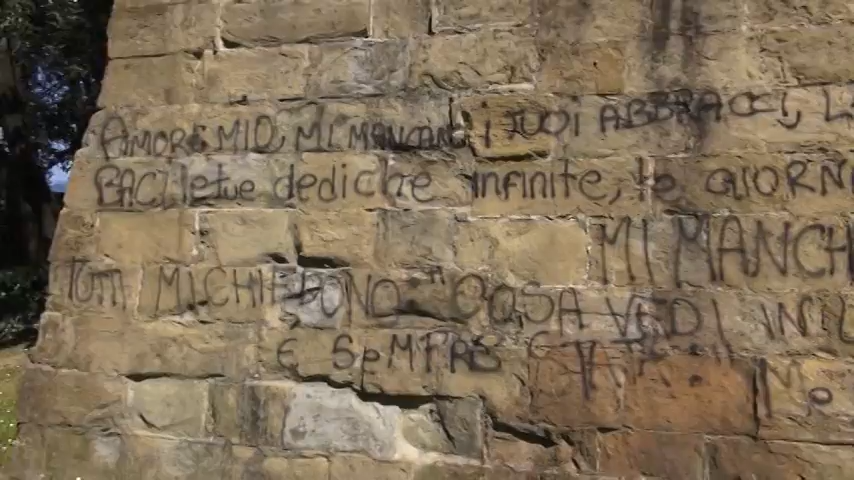 AMORE MIO, MI MANCANO i TUOI ABBRACCI, L
BACI, le tue dediche infinite, le GIORN
MI MANCH
TUTTI MI CHIEDONO "COSA VEDI IN L
E SEMPRE